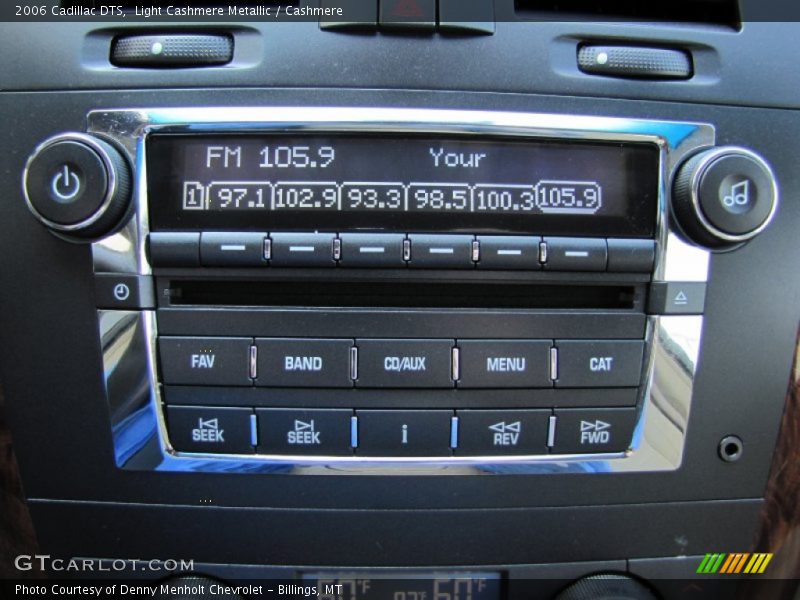 2006 Cadillac DTS, Light Cashmere Metallic / Cashmere
FM 105.9 Your
1 97.1 102.9 93.3 98.5 100.3 105.9
FAV BAND CD/AUX MENU CAT
SEEK SEEK i REV FWD
GTCARLOT.COM
60°F 60°F
Photo Courtesy of Denny Menholt Chevrolet - Billings, MT